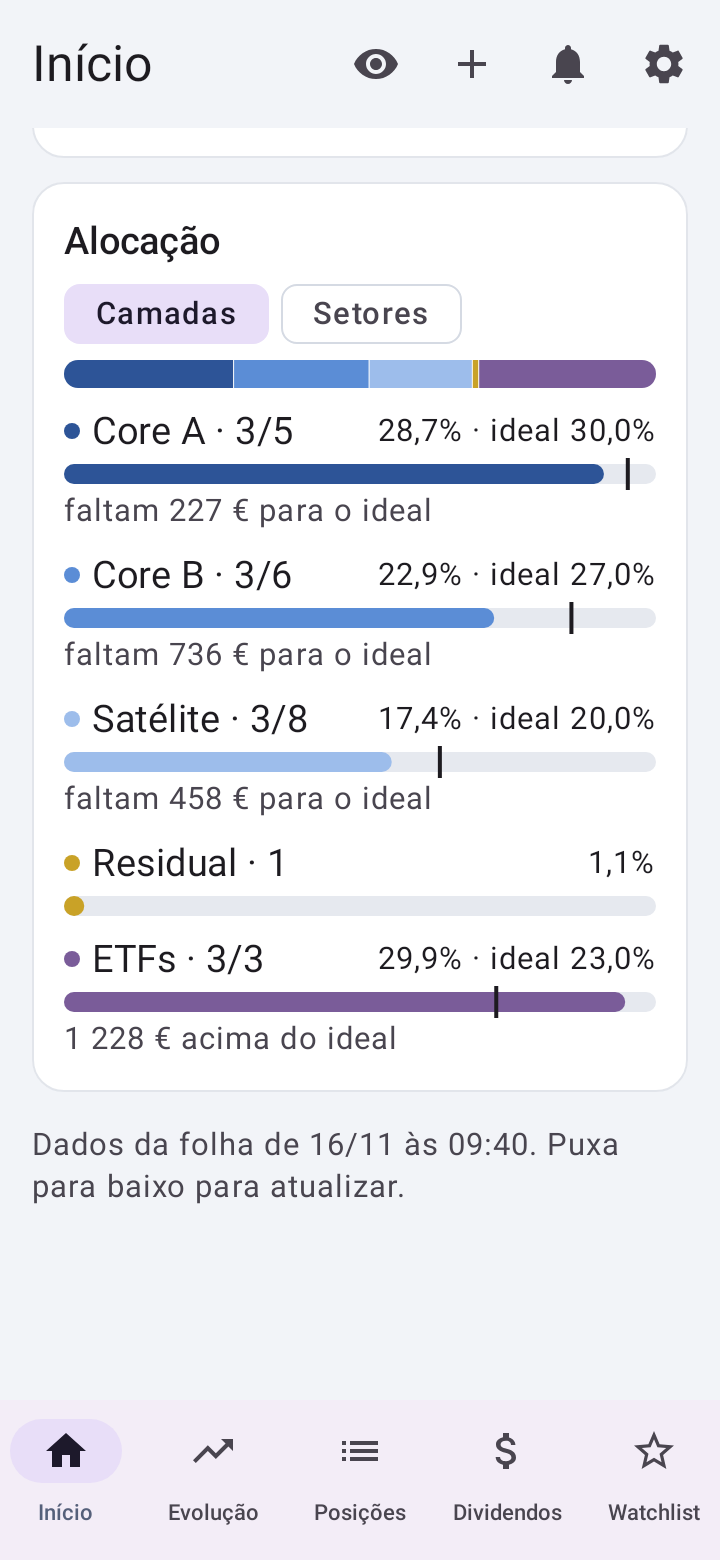 Início
Alocação
Camadas
Setores
Core A · 3/5
28,7% · ideal 30,0%
faltam 227 € para o ideal
Core B · 3/6
22,9% · ideal 27,0%
faltam 736 € para o ideal
Satélite · 3/8
17,4% · ideal 20,0%
faltam 458 € para o ideal
Residual · 1
1,1%
ETFs · 3/3
29,9% · ideal 23,0%
1 228 € acima do ideal
Dados da folha de 16/11 às 09:40. Puxa
para baixo para atualizar.
Início
Evolução
Posições
Dividendos
Watchlist